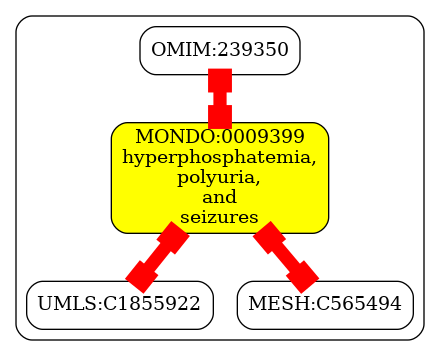 OMIM:239350
MONDO:0009399
hyperphosphatemia,
polyuria,
and
seizures
UMLS:C1855922
MESH:C565494